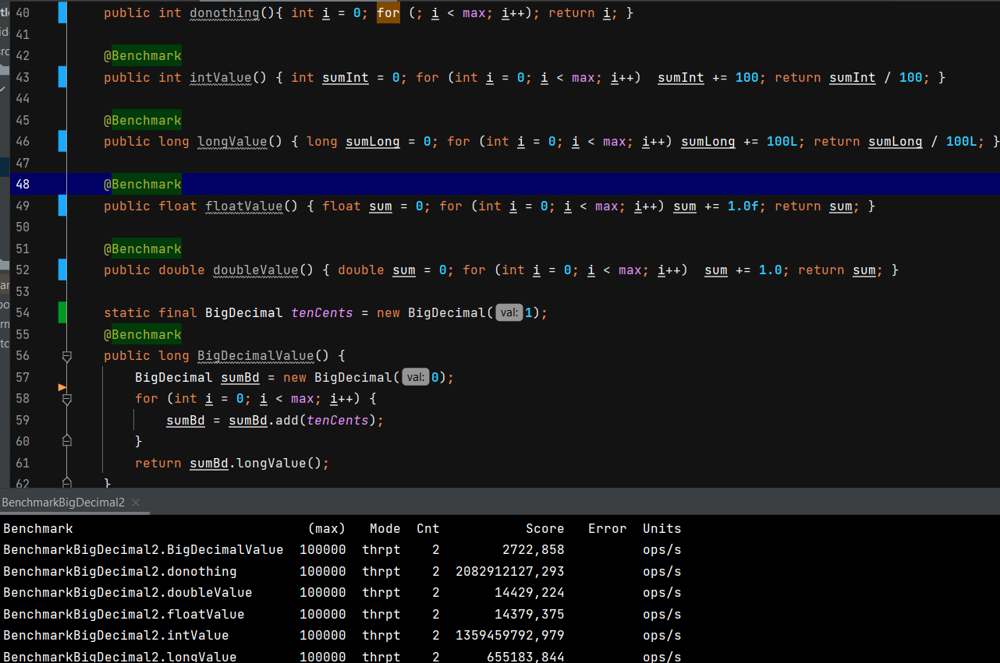 40 public int donothing(){ int i = 0; for (; i < max; i++); return i; }
41
42 @Benchmark
43 public int intValue() { int sumInt = 0; for (int i = 0; i < max; i++)  sumInt += 100; return sumInt / 100; }
44
45 @Benchmark
46 public long longValue() { long sumLong = 0; for (int i = 0; i < max; i++) sumLong += 100L; return sumLong / 100L; }
47
48 @Benchmark
49 public float floatValue() { float sum = 0; for (int i = 0; i < max; i++) sum += 1.0f; return sum; }
50
51 @Benchmark
52 public double doubleValue() { double sum = 0; for (int i = 0; i < max; i++)  sum += 1.0; return sum; }
53
54 static final BigDecimal tenCents = new BigDecimal( val: 1);
55 @Benchmark
56 public long BigDecimalValue() {
57 BigDecimal sumBd = new BigDecimal( val: 0);
58 for (int i = 0; i < max; i++) {
59 sumBd = sumBd.add(tenCents);
60 }
61 return sumBd.longValue();
62 }
BenchmarkBigDecimal2 ×
Benchmark (max) Mode Cnt Score Error Units
BenchmarkBigDecimal2.BigDecimalValue 100000 thrpt 2 2722,858 ops/s
BenchmarkBigDecimal2.donothing 100000 thrpt 2 2082912127,293 ops/s
BenchmarkBigDecimal2.doubleValue 100000 thrpt 2 14429,224 ops/s
BenchmarkBigDecimal2.floatValue 100000 thrpt 2 14379,375 ops/s
BenchmarkBigDecimal2.intValue 100000 thrpt 2 1359459792,979 ops/s
BenchmarkBigDecimal2.longValue 100000 thrpt 2 655183,844 ops/s